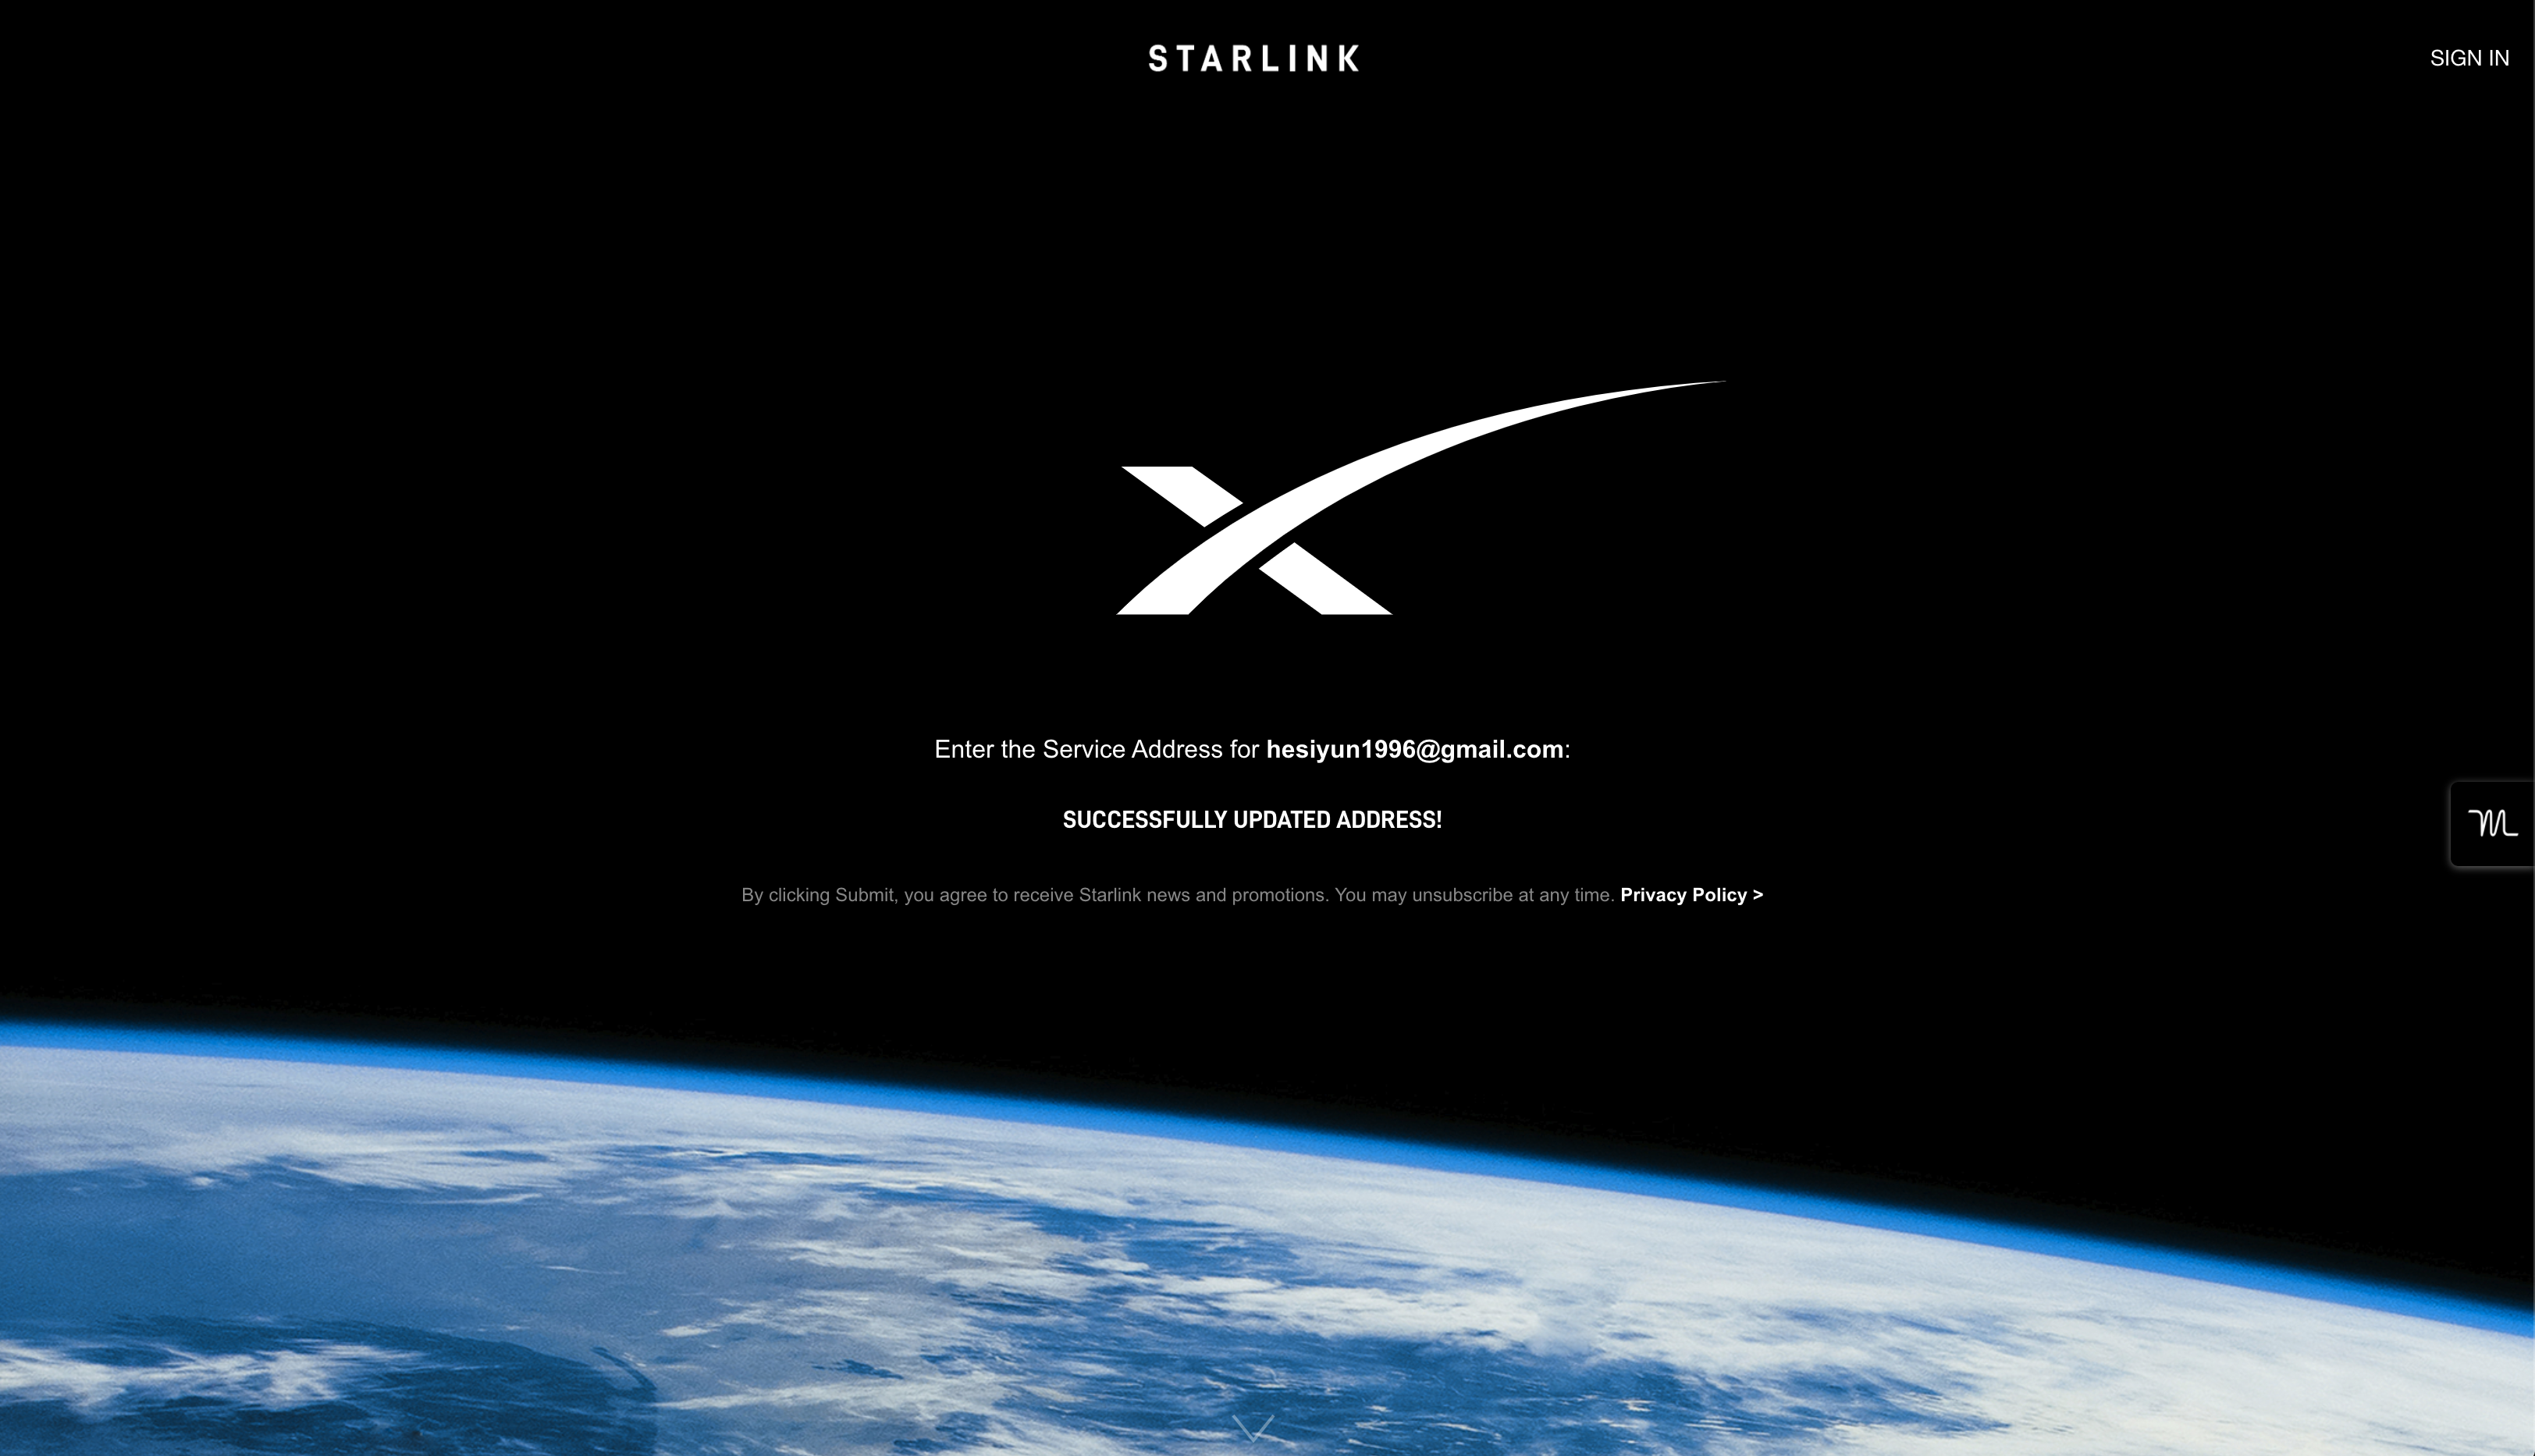 STARLINK
SIGN IN
Enter the Service Address for hesiyun1996@gmail.com:
SUCCESSFULLY UPDATED ADDRESS!
By clicking Submit, you agree to receive Starlink news and promotions. You may unsubscribe at any time. Privacy Policy >